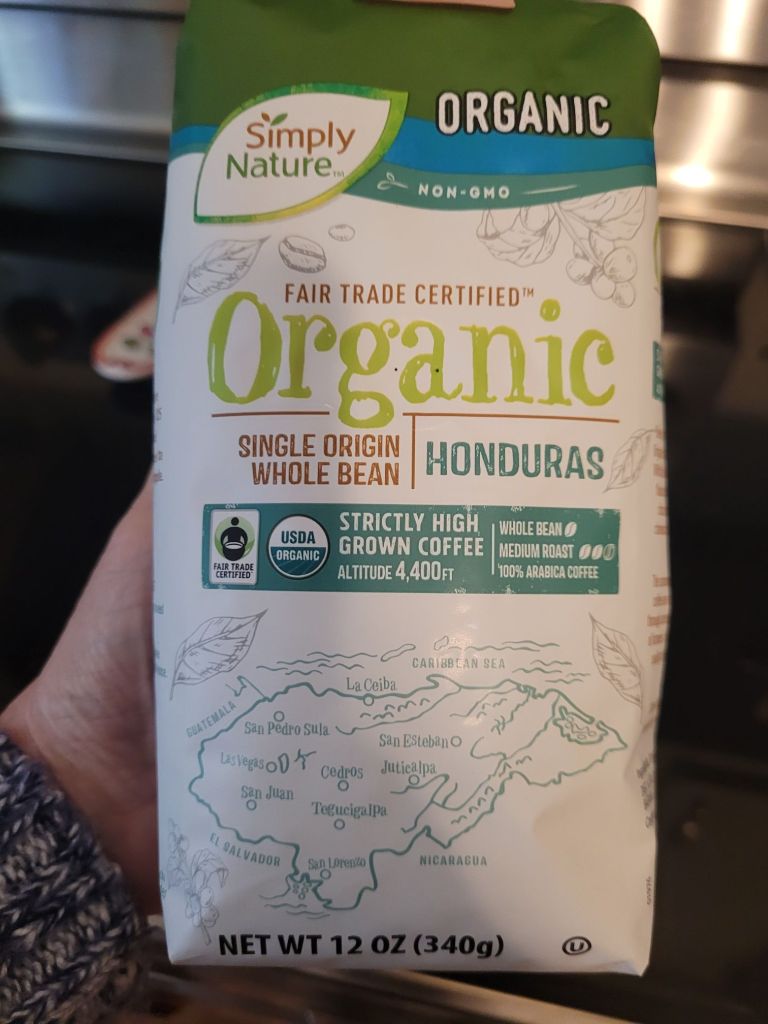 ORGANIC
Simply
Nature™
NON-GMO
FAIR TRADE CERTIFIED™
Organic
SINGLE ORIGIN
WHOLE BEAN
HONDURAS
FAIR TRADE
CERTIFIED
USDA
ORGANIC
STRICTLY HIGH
GROWN COFFEE
ALTITUDE 4,400FT
WHOLE BEAN
MEDIUM ROAST
100% ARABICA COFFEE
CARIBBEAN SEA
GUATEMALA
La Ceiba
San Pedro Sula
San Esteban
Las Vegas
Cedros
Juticalpa
San Juan
Tegucigalpa
EL SALVADOR
San Lorenzo
NICARAGUA
NET WT 12 OZ (340g)
U